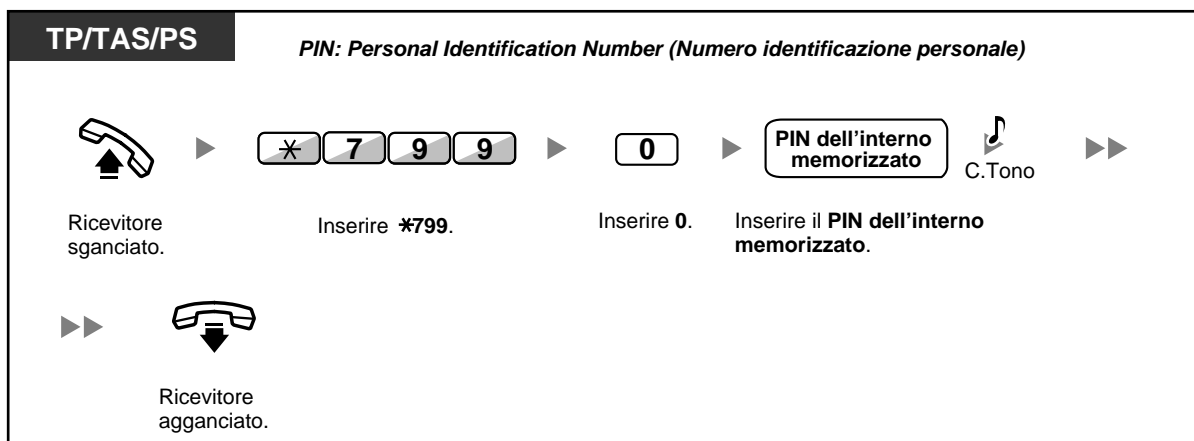 TP/TAS/PS
PIN: Personal Identification Number (Numero identificazione personale)
* 7 9 9
0
PIN dell'interno
memorizzato
C.Tono
Ricevitore
sganciato.
Inserire *799.
Inserire 0.
Inserire il PIN dell'interno
memorizzato.
Ricevitore
agganciato.